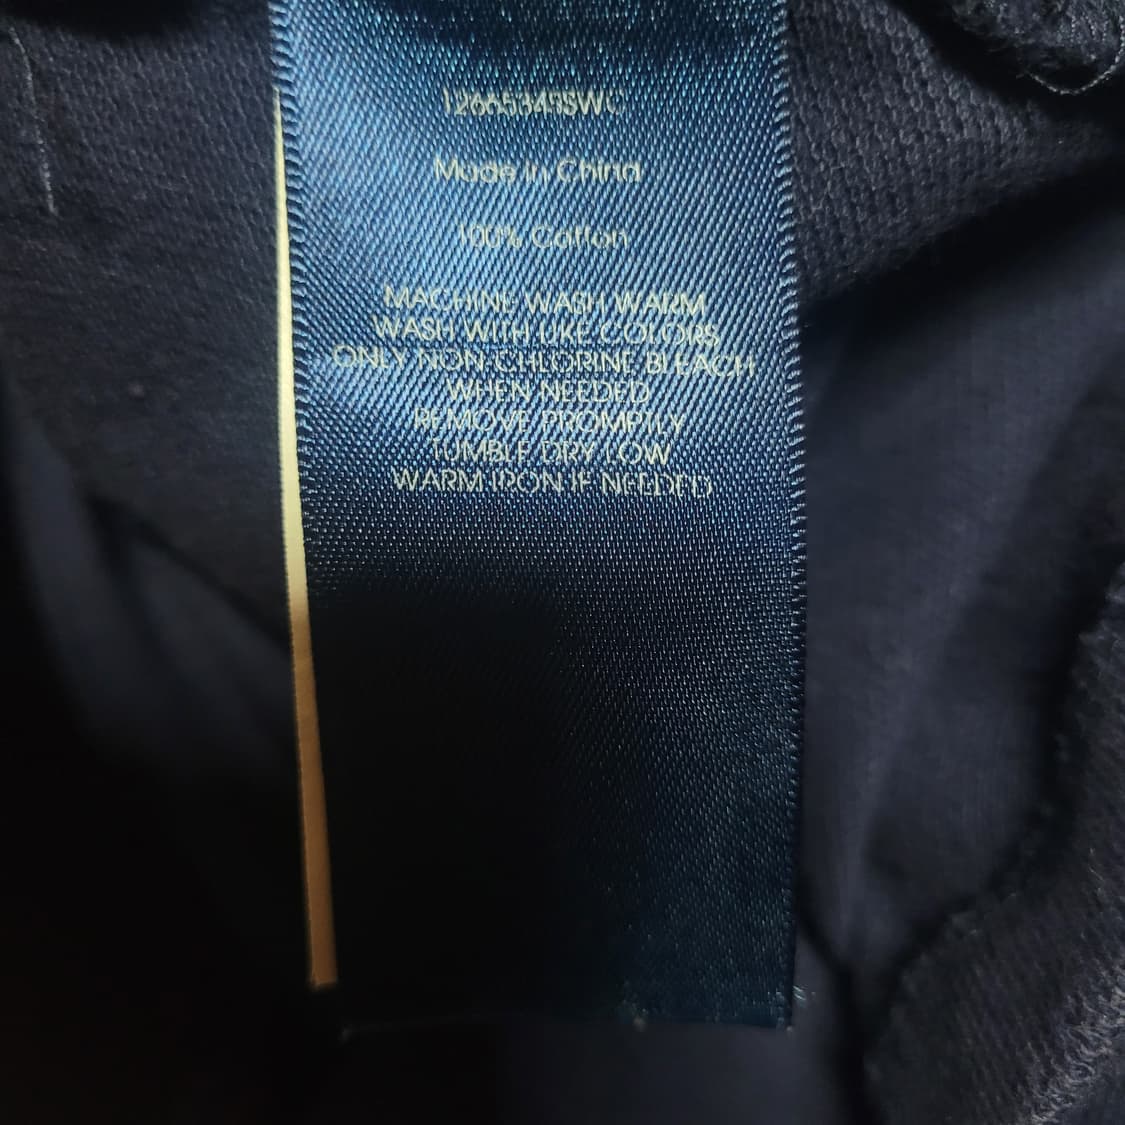 Made in China
100% Cotton
MACHINE WASH WARM
WASH WITH LIKE COLORS
ONLY NON-CHLORINE BLEACH
WHEN NEEDED
REMOVE PROMPTLY
TUMBLE DRY LOW
WARM IRON IF NEEDED